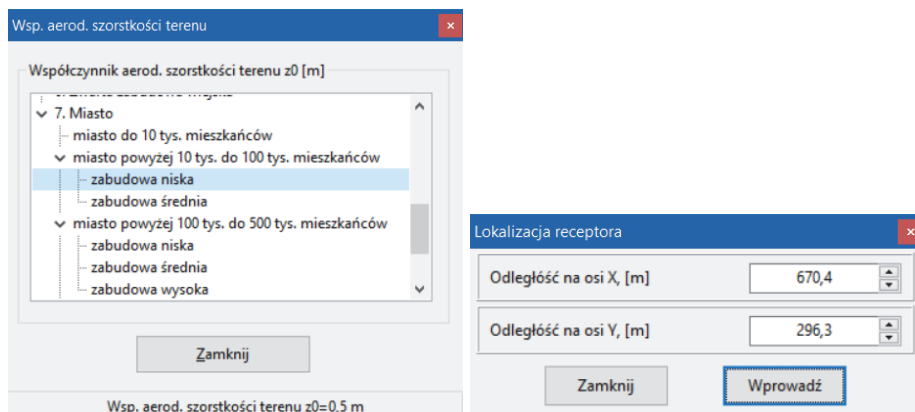 Wsp. aerod. szorstkości terenu
Współczynnik aerod. szorstkości terenu z0 [m]
7. Miasto
miasto do 10 tys. mieszkańców
miasto powyżej 10 tys. do 100 tys. mieszkańców
zabudowa niska
zabudowa średnia
miasto powyżej 100 tys. do 500 tys. mieszkańców
zabudowa niska
zabudowa średnia
zabudowa wysoka
Zamknij
Wsp. aerod. szorstkości terenu z0=0,5 m
Lokalizacja receptora
Odległóść na osi X, [m] 670,4
Odległóść na osi Y, [m] 296,3
Zamknij Wprowadź